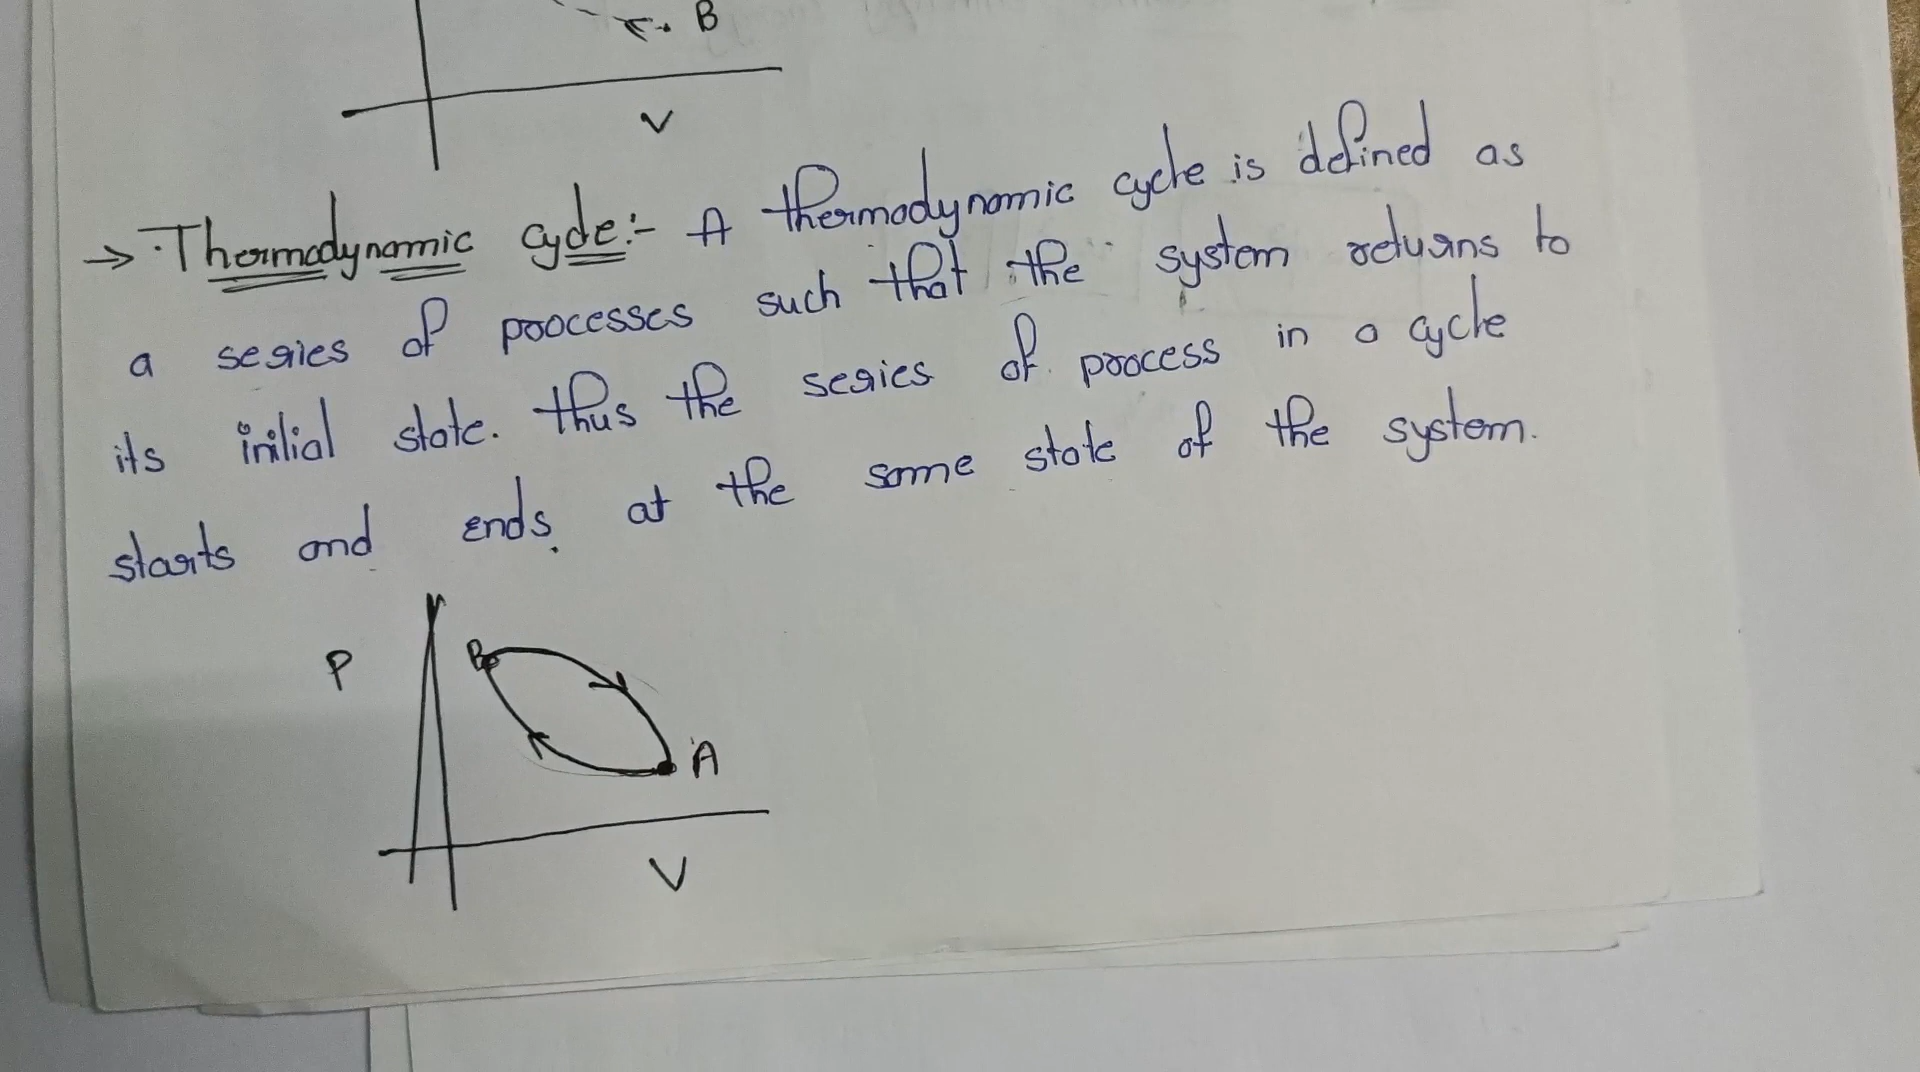 B
V
→ Thermodynamic cycle:- A thermodynamic cycle is defined as
a series of processes such that the system returns to
its initial state. thus the series of process in a cycle
starts and ends at the same state of the system.
P
B
A
V